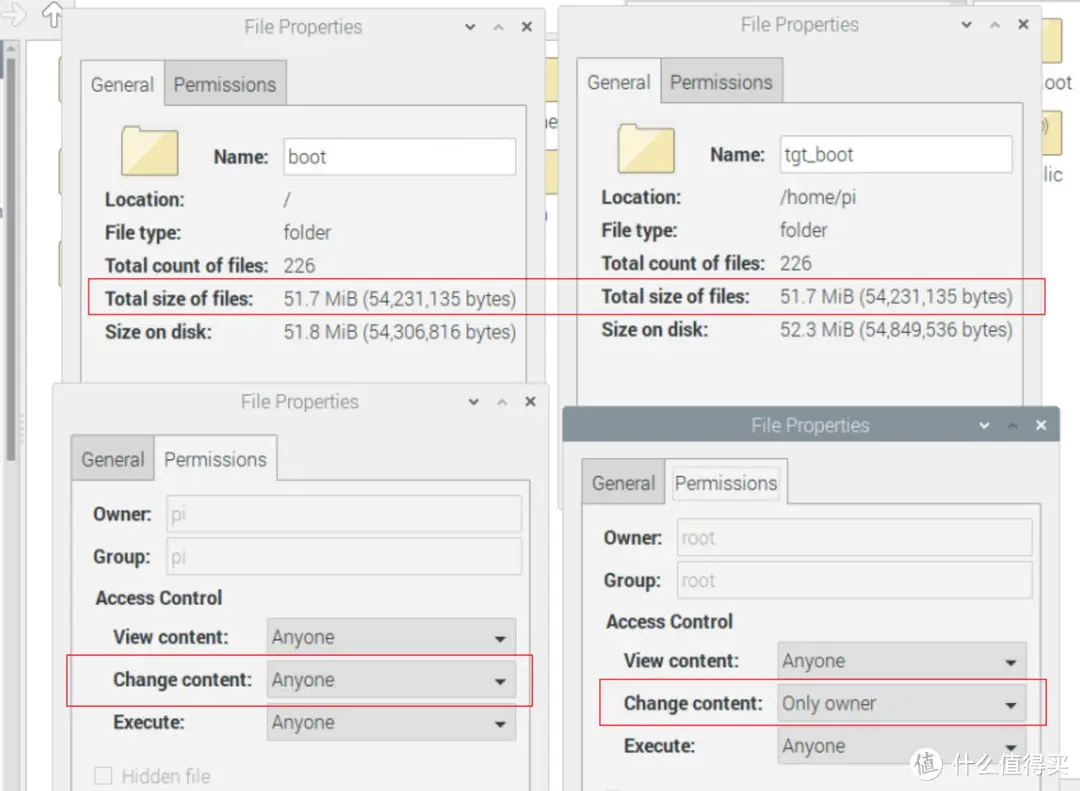 File Properties
General Permissions
Name: boot
Location: /
File type: folder
Total count of files: 226
Total size of files: 51.7 MiB (54,231,135 bytes)
Size on disk: 51.8 MiB (54,306,816 bytes)
File Properties
General Permissions
Name: tgt_boot
Location: /home/pi
File type: folder
Total count of files: 226
Total size of files: 51.7 MiB (54,231,135 bytes)
Size on disk: 52.3 MiB (54,849,536 bytes)
File Properties
General Permissions
Owner: pi
Group: pi
Access Control
View content: Anyone
Change content: Anyone
Execute: Anyone
Hidden file
File Properties
General Permissions
Owner: root
Group: root
Access Control
View content: Anyone
Change content: Only owner
Execute: Anyone
值 什么值得买